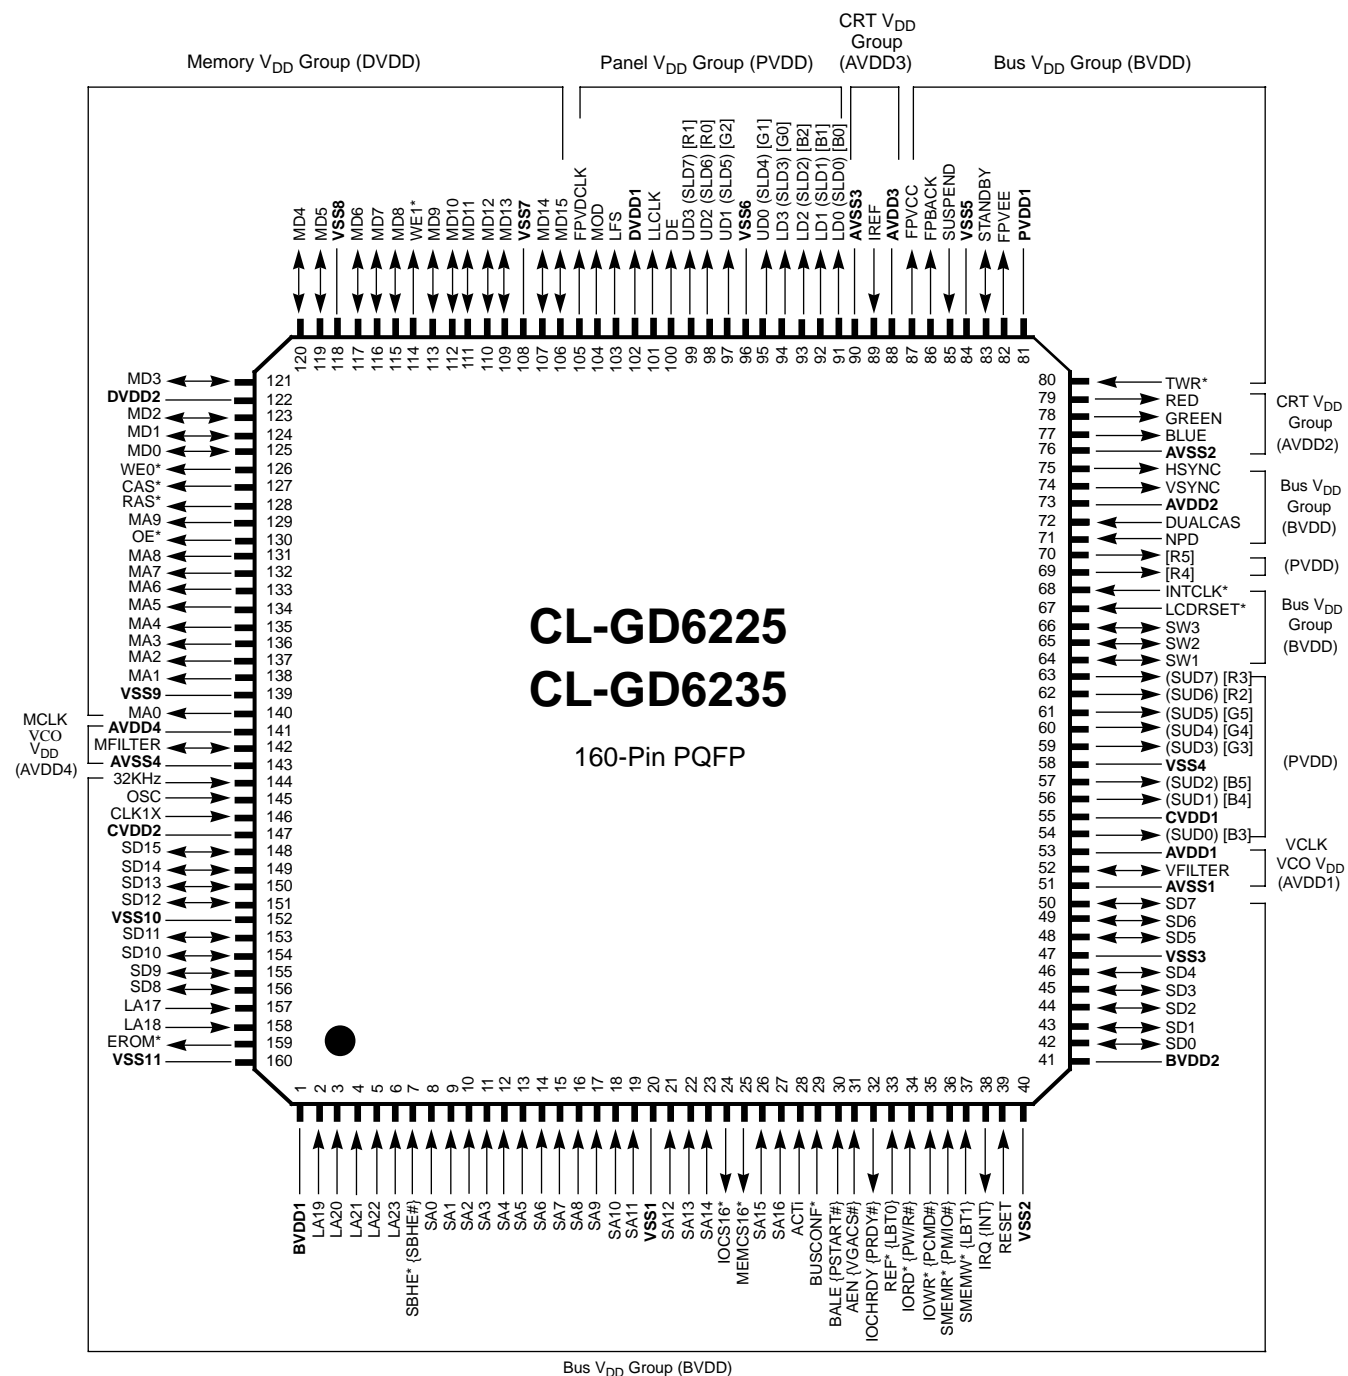 CRT VDD
Group
(AVDD3)
Memory VDD Group (DVDD)
Panel VDD Group (PVDD)
Bus VDD Group (BVDD)
MD4
MD5
VSS8
MD6
MD7
MD8
WE1*
MD9
MD10
MD11
MD12
MD13
VSS7
MD14
MD15
FPVDCLK
MOD
LFS
DVDD1
LLCLK
DE
UD3 (SLD7) [R1]
UD2 (SLD6) [R0]
UD1 (SLD5) [G2]
VSS6
UD0 (SLD4) [G1]
LD3 (SLD3) [G0]
LD2 (SLD2) [B2]
LD1 (SLD1) [B1]
LD0 (SLD0) [B0]
AVSS3
IREF
AVDD3
FPVCC
FPBACK
SUSPEND
VSS5
STANDBY
FPVEE
PVDD1
120 119 118 117 116 115 114 113 112 111 110 109 108 107 106 105 104 103 102 101 100 99 98 97 96 95 94 93 92 91 90 89 88 87 86 85 84 83 82 81
MD3 121
DVDD2 122
MD2 123
MD1 124
MD0 125
WE0* 126
CAS* 127
RAS* 128
MA9 129
OE* 130
MA8 131
MA7 132
MA6 133
MA5 134
MA4 135
MA3 136
MA2 137
MA1 138
VSS9 139
MA0 140
AVDD4 141
MFILTER 142
AVSS4 143
32KHz 144
OSC 145
CLK1X 146
CVDD2 147
SD15 148
SD14 149
SD13 150
SD12 151
VSS10 152
SD11 153
SD10 154
SD9 155
SD8 156
LA17 157
LA18 158
EROM* 159
VSS11 160
MCLK
VCO
VDD
(AVDD4)
CL-GD6225
CL-GD6235
160-Pin PQFP
80 TWR*
79 RED
78 GREEN
77 BLUE
76 AVSS2
75 HSYNC
74 VSYNC
73 AVDD2
72 DUALCAS
71 NPD
70 [R5]
69 [R4]
68 INTCLK*
67 LCDRSET*
66 SW3
65 SW2
64 SW1
63 (SUD7) [R3]
62 (SUD6) [R2]
61 (SUD5) [G5]
60 (SUD4) [G4]
59 (SUD3) [G3]
58 VSS4
57 (SUD2) [B5]
56 (SUD1) [B4]
55 CVDD1
54 (SUD0) [B3]
53 AVDD1
52 VFILTER
51 AVSS1
50 SD7
49 SD6
48 SD5
47 VSS3
46 SD4
45 SD3
44 SD2
43 SD1
42 SD0
41 BVDD2
CRT VDD
Group
(AVDD2)
Bus VDD
Group
(BVDD)
(PVDD)
Bus VDD
Group
(BVDD)
(PVDD)
VCLK
VCO VDD
(AVDD1)
1 2 3 4 5 6 7 8 9 10 11 12 13 14 15 16 17 18 19 20 21 22 23 24 25 26 27 28 29 30 31 32 33 34 35 36 37 38 39 40
BVDD1
LA19
LA20
LA21
LA22
LA23
SBHE* {SBHE#}
SA0
SA1
SA2
SA3
SA4
SA5
SA6
SA7
SA8
SA9
SA10
SA11
VSS1
SA12
SA13
SA14
IOCS16*
MEMCS16*
SA15
SA16
ACTi
BUSCONF*
BALE {PSTART#}
AEN {VGACS#}
IOCHRDY {PRDY#}
REF* {LBT0}
IORD* {PW/R#}
IOWR* {PCMD#}
SMEMR* {PM/IO#}
SMEMW* {LBT1}
IRQ {INT}
RESET
VSS2
Bus VDD Group (BVDD)